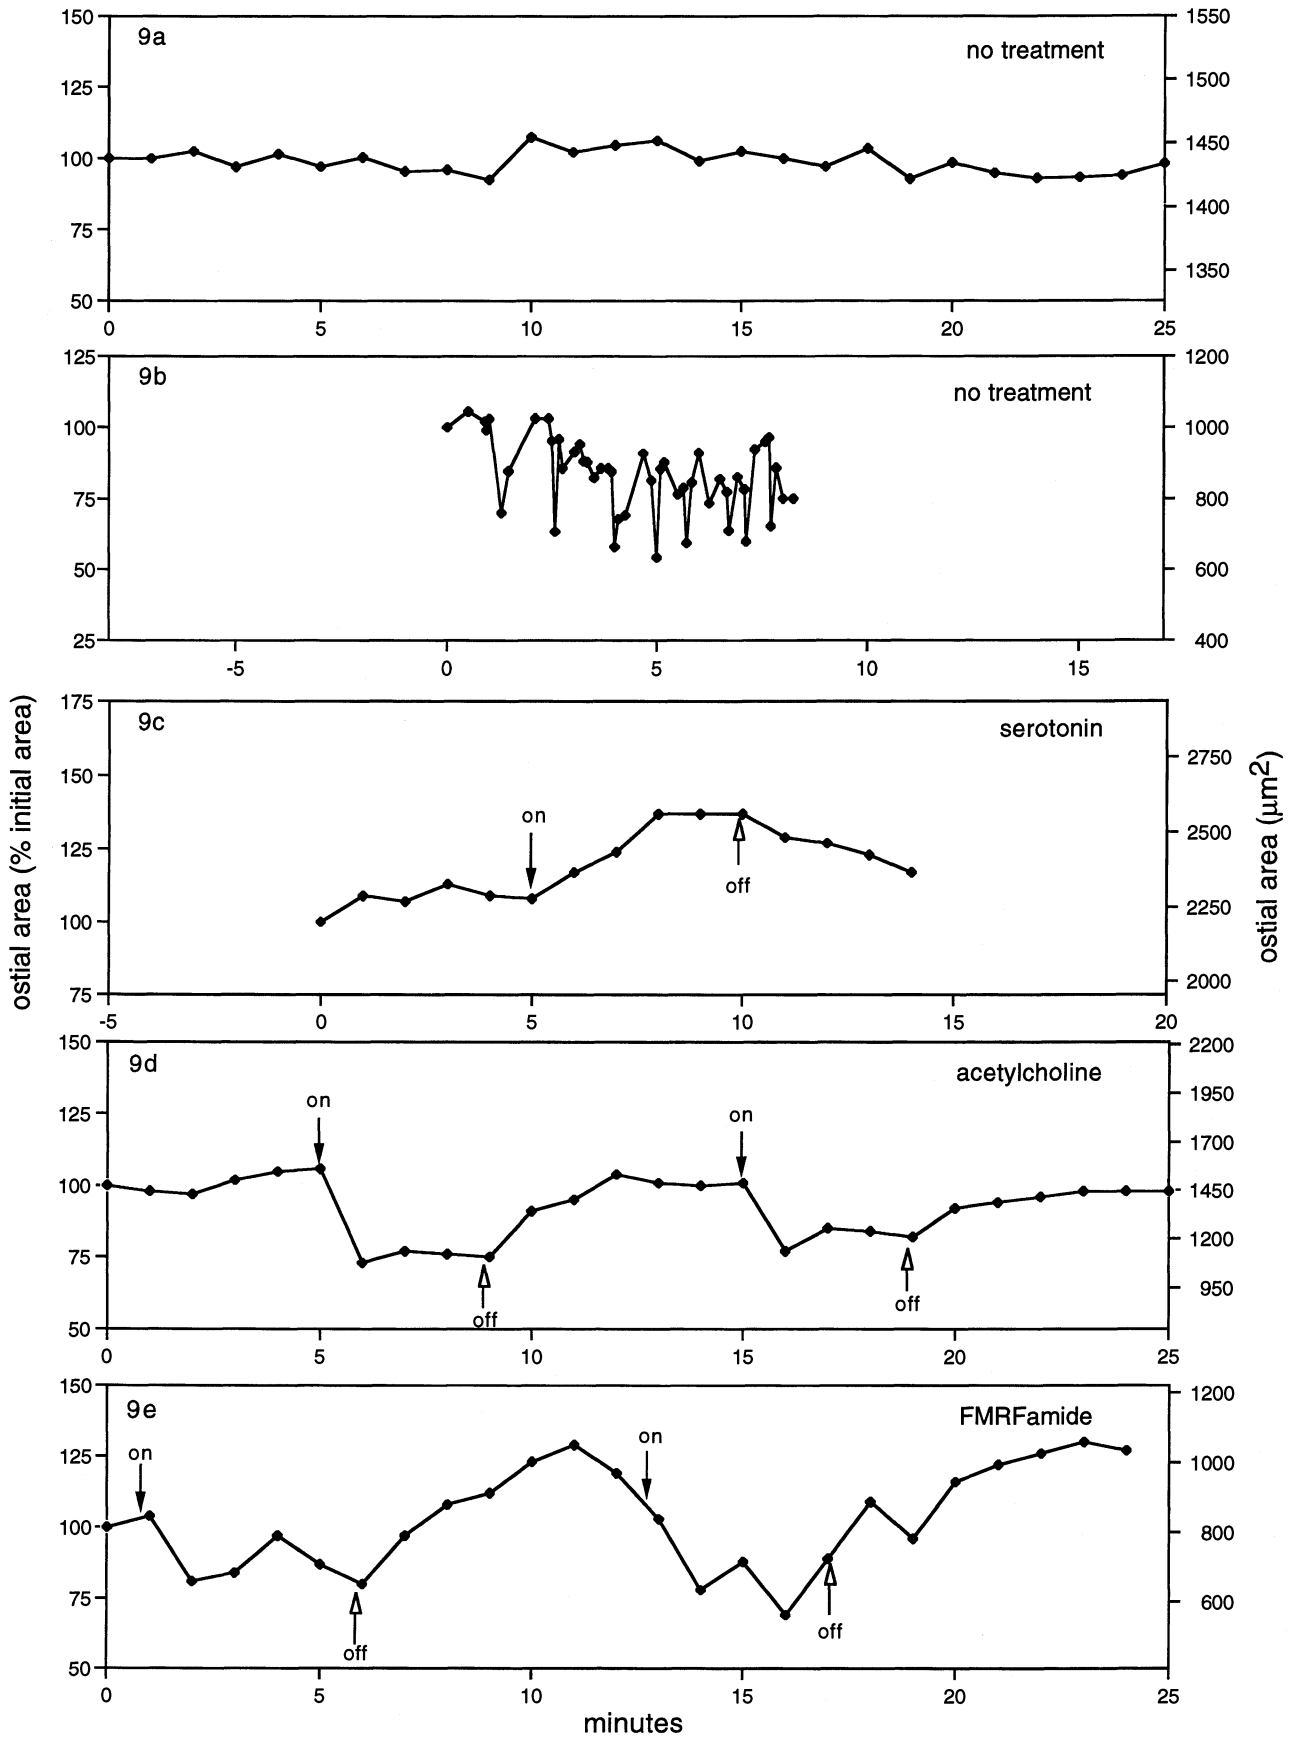 150
1550
9a
no treatment
125
1500
1450
100
1400
75
1350
50
0 5 10 15 20 25
125
1200
9b
no treatment
100
1000
75
800
50
600
25
400
-5 0 5 10 15
175
9c
serotonin
2750
150
on
2500
125
off
2250
100
2000
75
-5 0 5 10 15 20
ostial area (% initial area)
ostial area (µm2)
150
2200
9d
acetylcholine
1950
125
on
on
1700
100
1450
1200
75
950
off
off
50
0 5 10 15 20 25
150
1200
9e
FMRFamide
on
on
125
1000
100
800
75
600
off
off
50
0 5 10 15 20 25
minutes